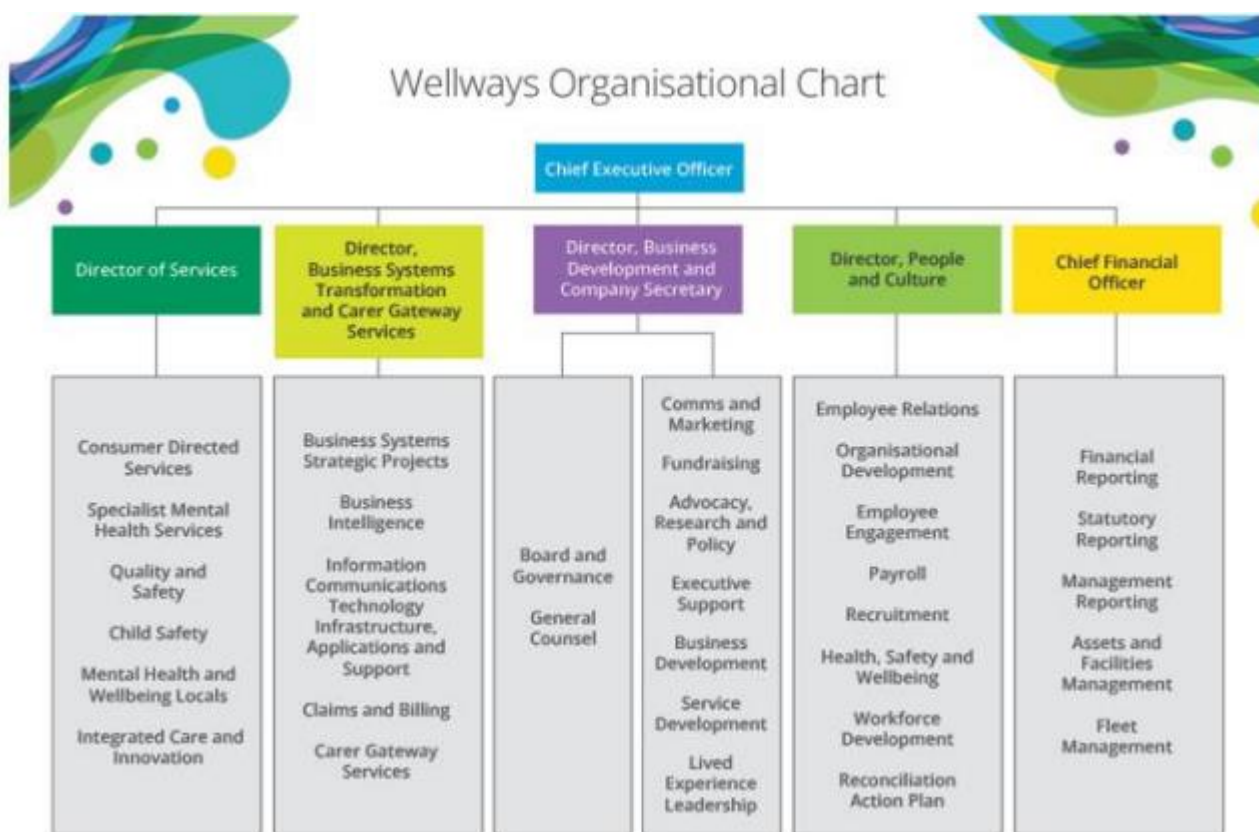 Wellways Organisational Chart
Chief Executive Officer
Director of Services
Director,
Business Systems
Transformation
and Carer Gateway
Services
Director, Business
Development and
Company Secretary
Director, People
and Culture
Chief Financial
Officer
Consumer Directed
Services
Specialist Mental
Health Services
Quality and
Safety
Child Safety
Mental Health and
Wellbeing Locals
Integrated Care and
Innovation
Business Systems
Strategic Projects
Business
Intelligence
Information
Communications
Technology
Infrastructure,
Applications and
Support
Claims and Billing
Carer Gateway
Services
Board and
Governance
General
Counsel
Comms and
Marketing
Fundraising
Advocacy,
Research and
Policy
Executive
Support
Business
Development
Service
Development
Lived
Experience
Leadership
Employee Relations
Organisational
Development
Employee
Engagement
Payroll
Recruitment
Health, Safety and
Wellbeing
Workforce
Development
Reconciliation
Action Plan
Financial
Reporting
Statutory
Reporting
Management
Reporting
Assets and
Facilities
Management
Fleet
Management